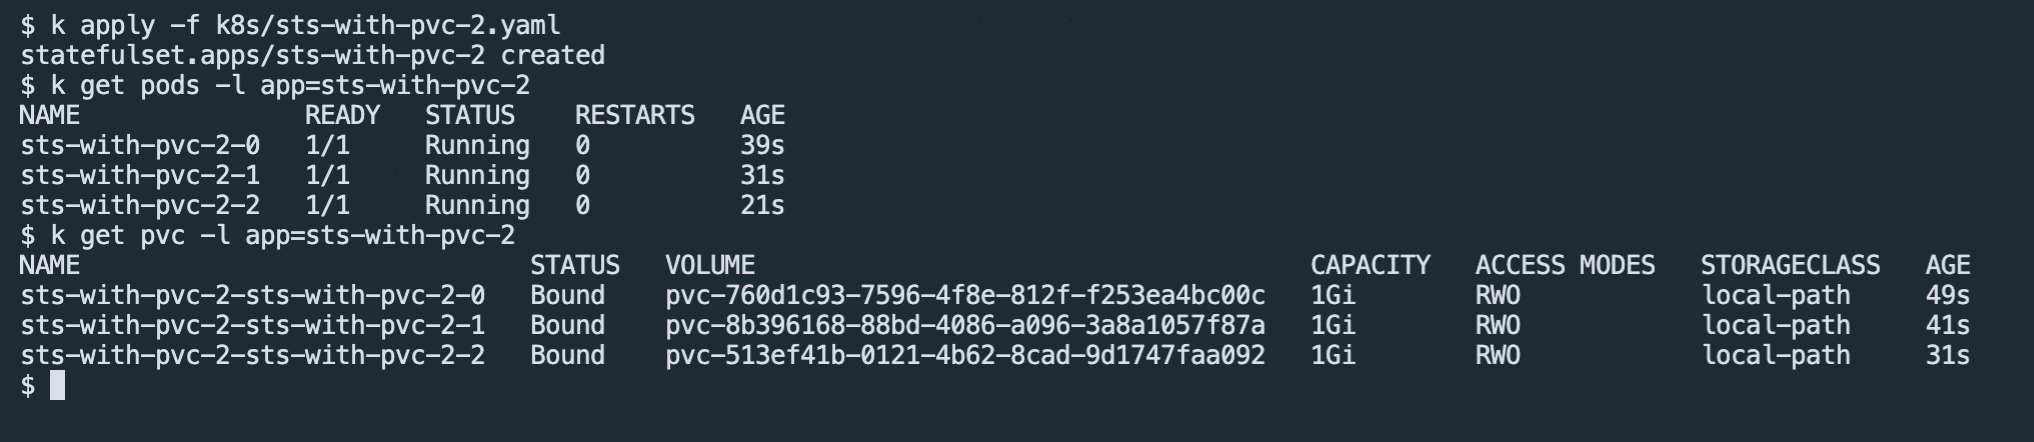 $ k apply -f k8s/sts-with-pvc-2.yaml
statefulset.apps/sts-with-pvc-2 created
$ k get pods -l app=sts-with-pvc-2
NAME               READY   STATUS    RESTARTS   AGE
sts-with-pvc-2-0   1/1     Running   0          39s
sts-with-pvc-2-1   1/1     Running   0          31s
sts-with-pvc-2-2   1/1     Running   0          21s
$ k get pvc -l app=sts-with-pvc-2
NAME                              STATUS   VOLUME                                     CAPACITY   ACCESS MODES   STORAGECLASS   AGE
sts-with-pvc-2-sts-with-pvc-2-0   Bound    pvc-760d1c93-7596-4f8e-812f-f253ea4bc00c   1Gi        RWO            local-path     49s
sts-with-pvc-2-sts-with-pvc-2-1   Bound    pvc-8b396168-88bd-4086-a096-3a8a1057f87a   1Gi        RWO            local-path     41s
sts-with-pvc-2-sts-with-pvc-2-2   Bound    pvc-513ef41b-0121-4b62-8cad-9d1747faa092   1Gi        RWO            local-path     31s
$